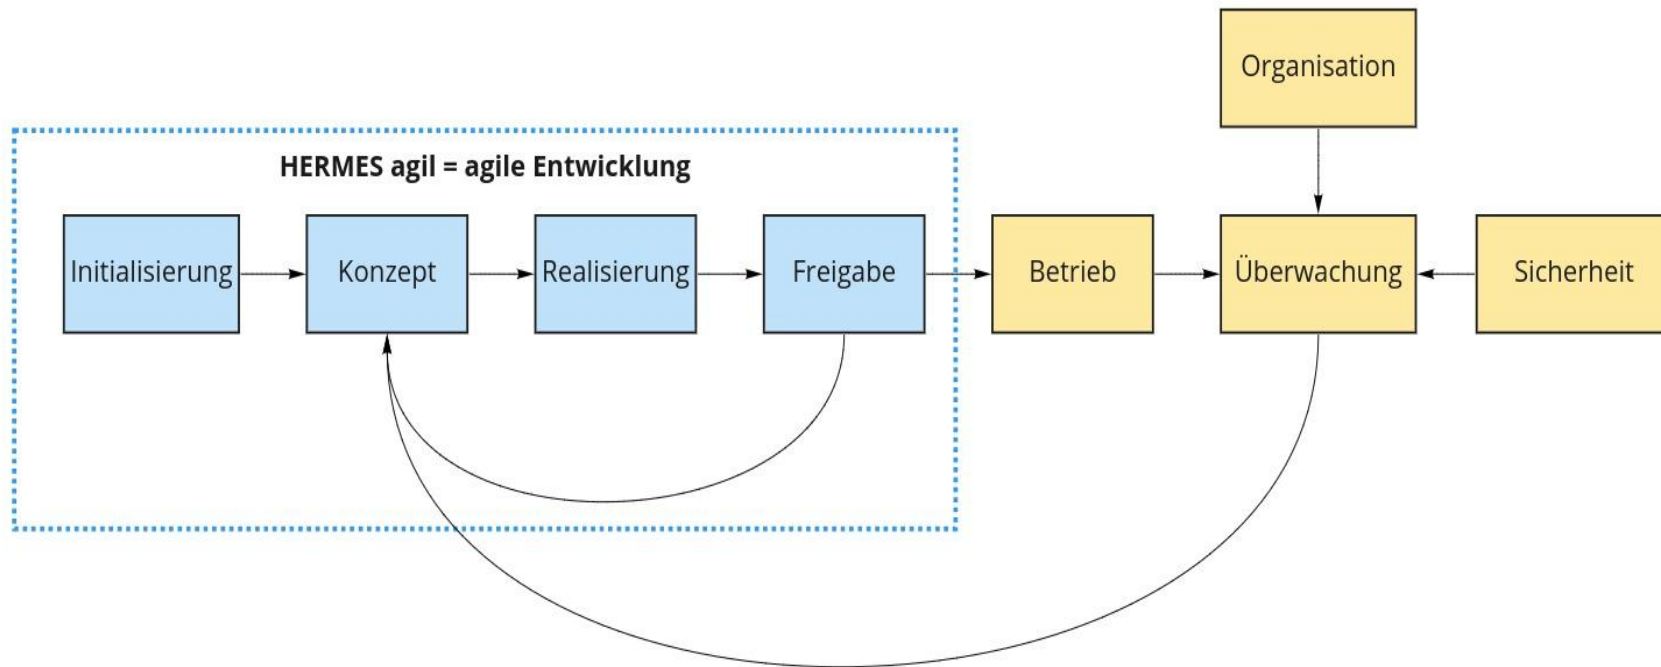 Organisation
HERMES agil = agile Entwicklung
Initialisierung
Konzept
Realisierung
Freigabe
Betrieb
Überwachung
Sicherheit